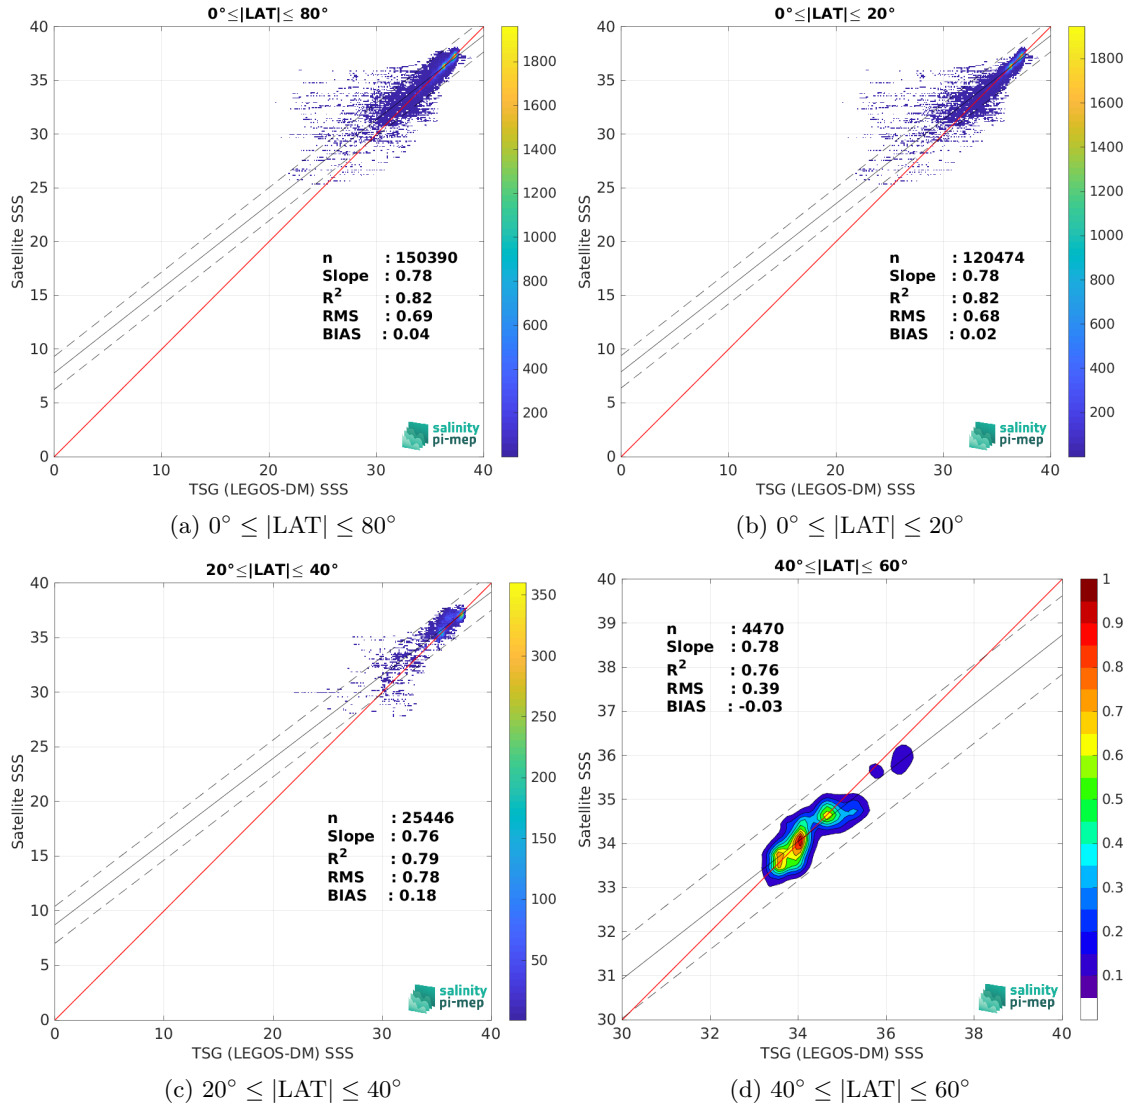 0°≤|LAT|≤ 80°
40
35
30
25
20
15
10
5
0
Satellite SSS
n : 150390
Slope : 0.78
R² : 0.82
RMS : 0.69
BIAS : 0.04
salinity
pi-mep
0 10 20 30 40
TSG (LEGOS-DM) SSS
1800
1600
1400
1200
1000
800
600
400
200
(a) 0° ≤ |LAT| ≤ 80°
0°≤|LAT|≤ 20°
40
35
30
25
20
15
10
5
0
Satellite SSS
n : 120474
Slope : 0.78
R² : 0.82
RMS : 0.68
BIAS : 0.02
salinity
pi-mep
0 10 20 30 40
TSG (LEGOS-DM) SSS
1800
1600
1400
1200
1000
800
600
400
200
(b) 0° ≤ |LAT| ≤ 20°
20°≤|LAT|≤ 40°
40
35
30
25
20
15
10
5
0
Satellite SSS
n : 25446
Slope : 0.76
R² : 0.79
RMS : 0.78
BIAS : 0.18
salinity
pi-mep
0 10 20 30 40
TSG (LEGOS-DM) SSS
350
300
250
200
150
100
50
(c) 20° ≤ |LAT| ≤ 40°
40°≤|LAT|≤ 60°
40
39
38
37
36
35
34
33
32
31
30
Satellite SSS
n : 4470
Slope : 0.78
R² : 0.76
RMS : 0.39
BIAS : -0.03
salinity
pi-mep
30 32 34 36 38 40
TSG (LEGOS-DM) SSS
1
0.9
0.8
0.7
0.6
0.5
0.4
0.3
0.2
0.1
(d) 40° ≤ |LAT| ≤ 60°